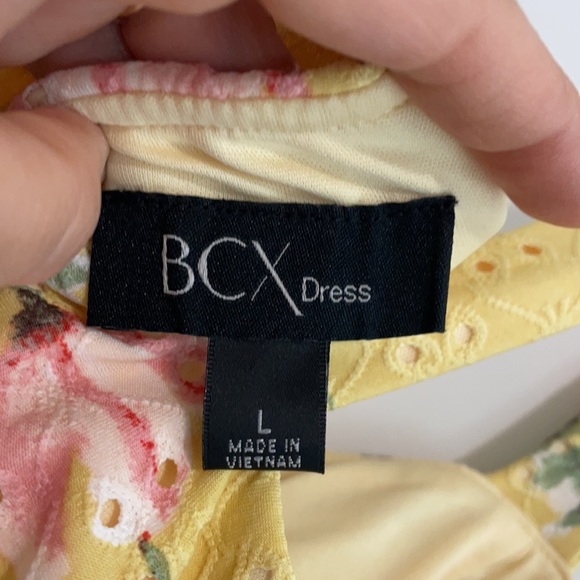 BCX Dress
L
MADE IN
VIETNAM